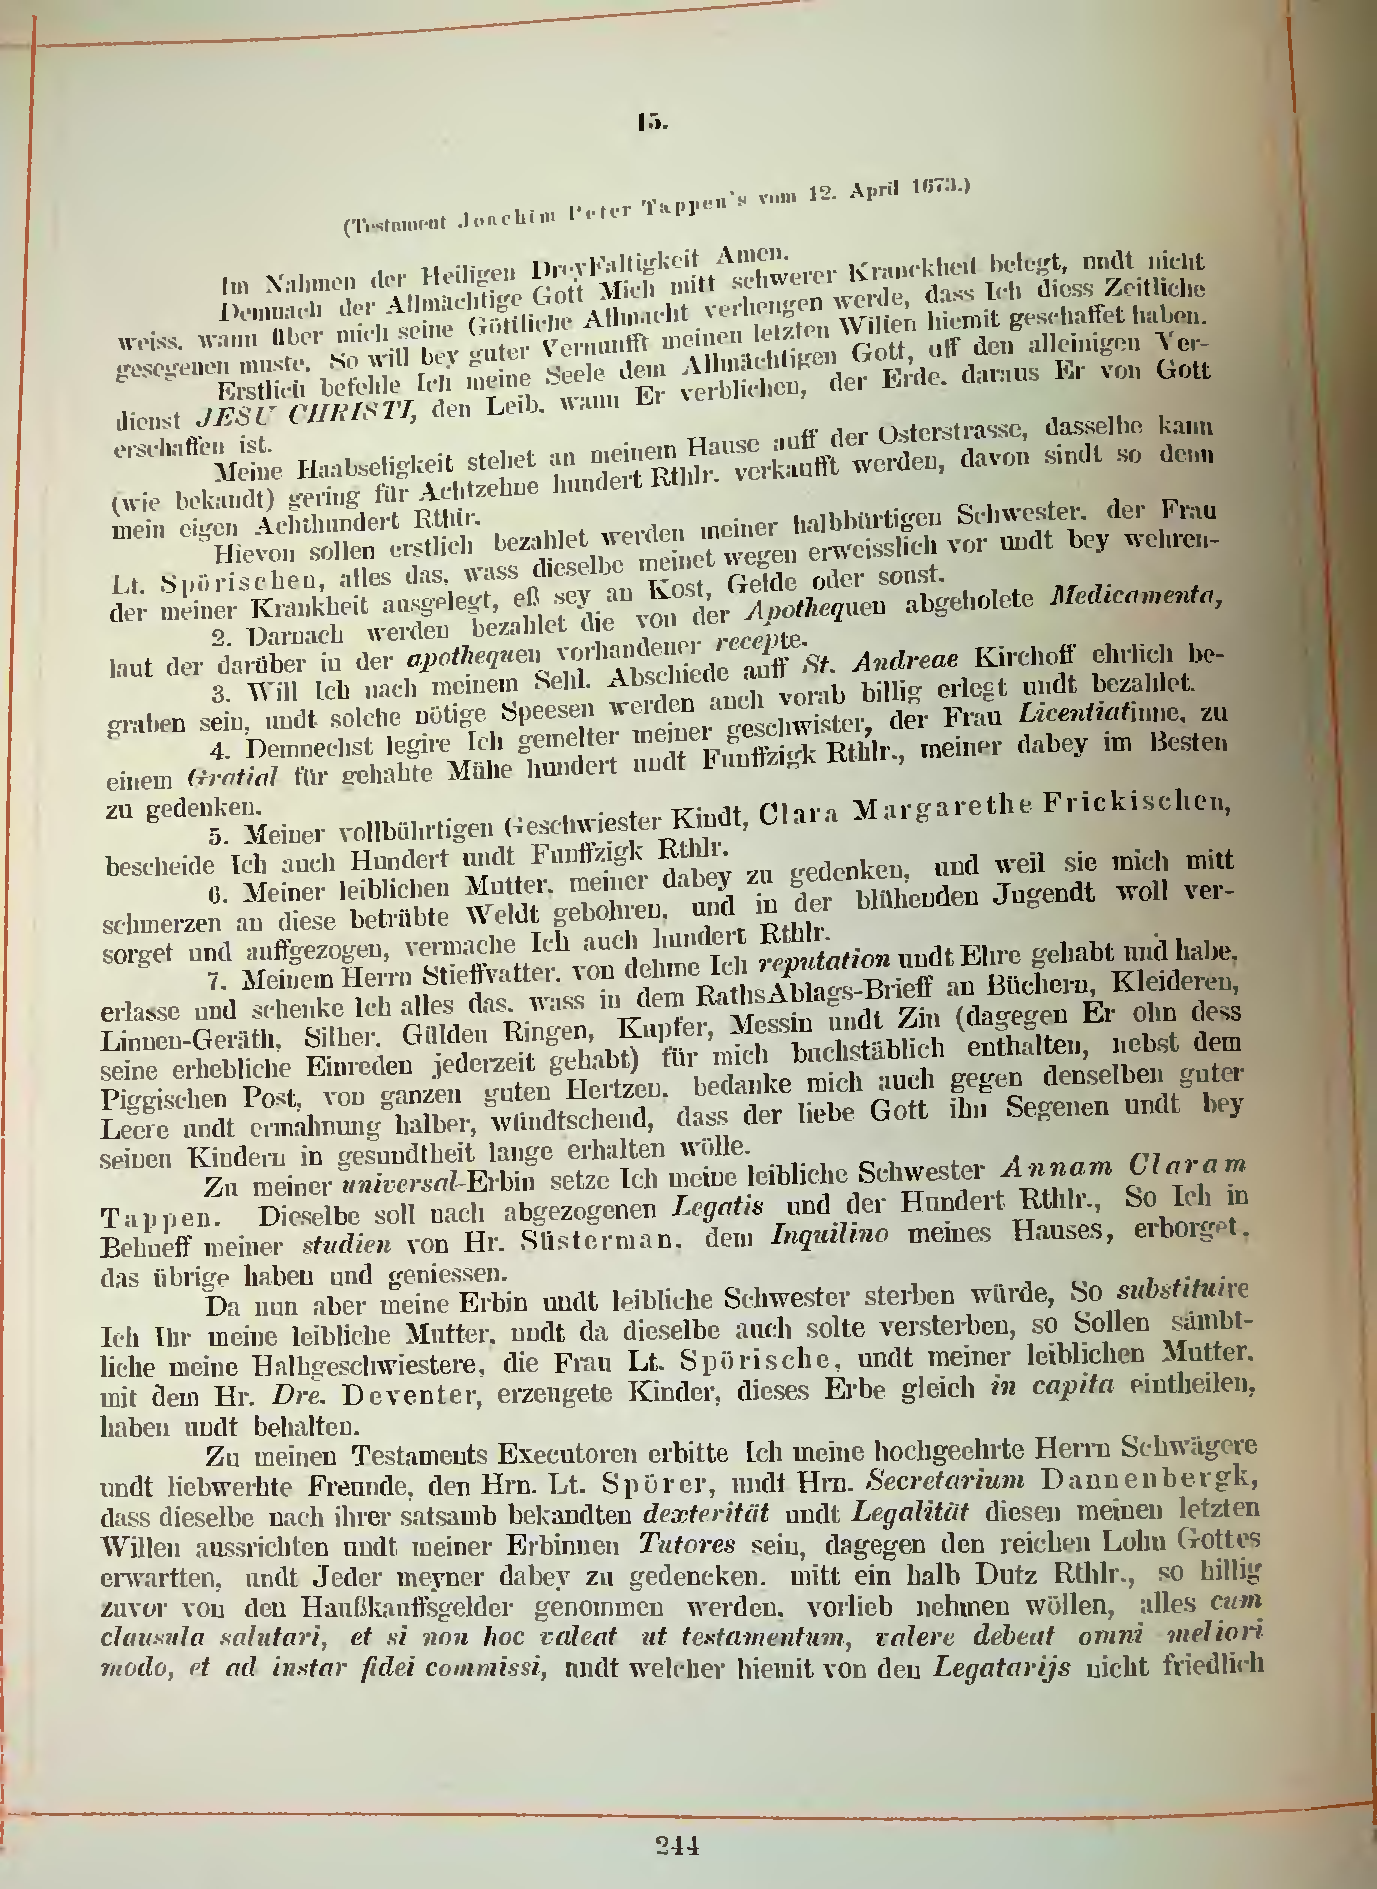 15.
(Testament Joachim Peter Tappen's vom 12. April 1673.)
Im Nahmen der Heiligen DreyFaltigkeit Amen.
Demnach der Allmächtige Gott Mich mitt schwerer Kranckheit belegt, undt nicht
weiss, wann über mich seine Göttliche Allmacht verhengen werde, dass Ich diess Zeitliche
gesegenen muste, So will bey guter Vernunfft meinen letzten Willen hiemit geschaffet haben.
Erstlich befehle Ich meine Seele dem Allmächtigen Gott, uff den alleinigen Ver-
dienst JESU CHRISTI, den Leib, wann Er verblichen, der Erde, daraus Er von Gott
erschaffen ist.
Meine Haabseligkeit stehet an meinem Hause auff der Osterstrasse, dasselbe kann
(wie bekandt) gering für Achtzehne hundert Rthlr. verkaufft werden, davon sindt so denn
mein eigen Achthundert Rthlr.
Hievon sollen erstlich bezahlet werden meiner halbbürtigen Schwester, der Frau
Lt. Spörischen, alles das, wass dieselbe meinet wegen erweisslich vor undt bey wehren-
der meiner Krankheit ausgelegt, eß sey an Kost, Gelde oder sonst.
2. Darnach werden bezahlet die von der Apothequen abgeholete Medicamenta,
laut der darüber in der apothequen vorhandener recepte.
3. Will Ich nach meinem Sehl. Abschiede auff St. Andreae Kirchoff ehrlich be-
graben sein, undt solche nötige Speesen werden auch vorab billig erlegt undt bezahlet.
4. Demnechst legire Ich gemelter meiner geschwister, der Frau Licentiatinne, zu
einem Gratial für gehabte Mühe hundert undt Funffzigk Rthlr., meiner dabey im Besten
zu gedenken.
5. Meiner vollbührtigen Geschwiester Kindt, Clara Margarethe Frickischen,
bescheide Ich auch Hundert undt Funffzigk Rthlr.
6. Meiner leiblichen Mutter, meiner dabey zu gedenken, und weil sie mich mitt
schmerzen an diese betrübte Weldt gebohren, und in der blühenden Jugendt woll ver-
sorget und auffgezogen, vermache Ich auch hundert Rthlr.
7. Meinem Herrn Stieffvatter, von dehme Ich reputation undt Ehre gehabt und habe,
erlasse und schenke Ich alles das, wass in dem RathsAblags-Brieff an Büchern, Kleideren,
Linnen-Geräth, Silber, Gülden Ringen, Kupfer, Messin undt Zin (dagegen Er ohn dess
seine erhebliche Einreden jederzeit gehabt) für mich buchstäblich enthalten, nebst dem
Piggischen Post, von ganzen guten Hertzen, bedanke mich auch gegen denselben guter
Leere undt ermahnung halber, wündtschend, dass der liebe Gott ihn Segenen undt bey
seinen Kindern in gesundtheit lange erhalten wölle.
Zu meiner universal-Erbin setze Ich meine leibliche Schwester Annam Claram
Tappen. Dieselbe soll nach abgezogenen Legatis und der Hundert Rthlr., So Ich in
Behueff meiner studien von Hr. Süsterman, dem Inquilino meines Hauses, erborget,
das übrige haben und geniessen.
Da nun aber meine Erbin undt leibliche Schwester sterben würde, So substituire
Ich Ihr meine leibliche Mutter, undt da dieselbe auch solte versterben, so Sollen sämbt-
liche meine Halbgeschwiestere, die Frau Lt. Spörische, undt meiner leiblichen Mutter,
mit dem Hr. Dre. Deventer, erzeugete Kinder, dieses Erbe gleich in capita eintheilen,
haben undt behalten.
Zu meinen Testaments Executoren erbitte Ich meine hochgeehrte Herrn Schwägere
undt liebwerhte Freunde, den Hrn. Lt. Spörer, undt Hrn. Secretarium Dannenbergk,
dass dieselbe nach ihrer satsamb bekandten dexterität undt Legalität diesen meinen letzten
Willen aussrichten undt meiner Erbinnen Tutores sein, dagegen den reichen Lohn Gottes
erwartten, undt Jeder meyner dabey zu gedencken, mitt ein halb Dutz Rthlr., so billig
zuvor von den Haußkauffsgelder genommen werden, vorlieb nehmen wöllen, alles cum
clausula salutari, et si non hoc valeat ut testamentum, valere debeat omni meliori
modo, et ad instar fidei commissi, undt welcher hiemit von den Legatarijs nicht friedlich
244